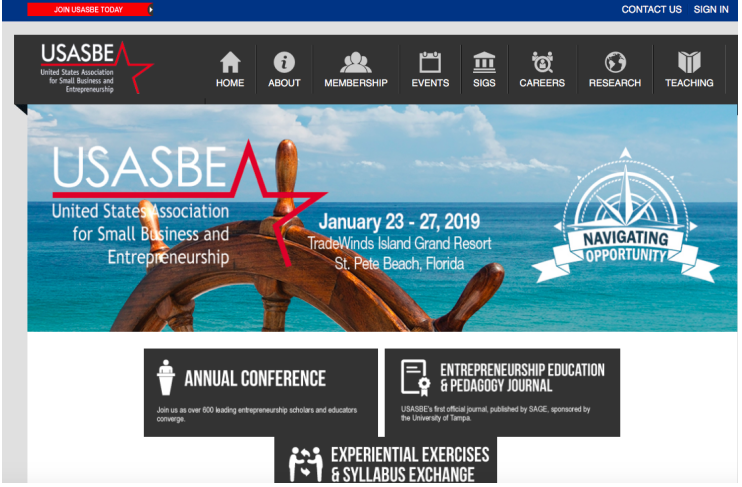 JOIN USASBE TODAY
CONTACT US SIGN IN
USASBE
United States Association
for Small Business and
Entrepreneurship
HOME ABOUT MEMBERSHIP EVENTS SIGS CAREERS RESEARCH TEACHING
USASBE
United States Association
for Small Business and
Entrepreneurship
January 23 - 27, 2019
TradeWinds Island Grand Resort
St. Pete Beach, Florida
NAVIGATING
OPPORTUNITY
ANNUAL CONFERENCE
Join us as over 600 leading entrepreneurship scholars and educators
converge.
ENTREPRENEURSHIP EDUCATION
& PEDAGOGY JOURNAL
USASBE's first official journal, published by SAGE, sponsored by
the University of Tampa.
EXPERIENTIAL EXERCISES
& SYLLABUS EXCHANGE